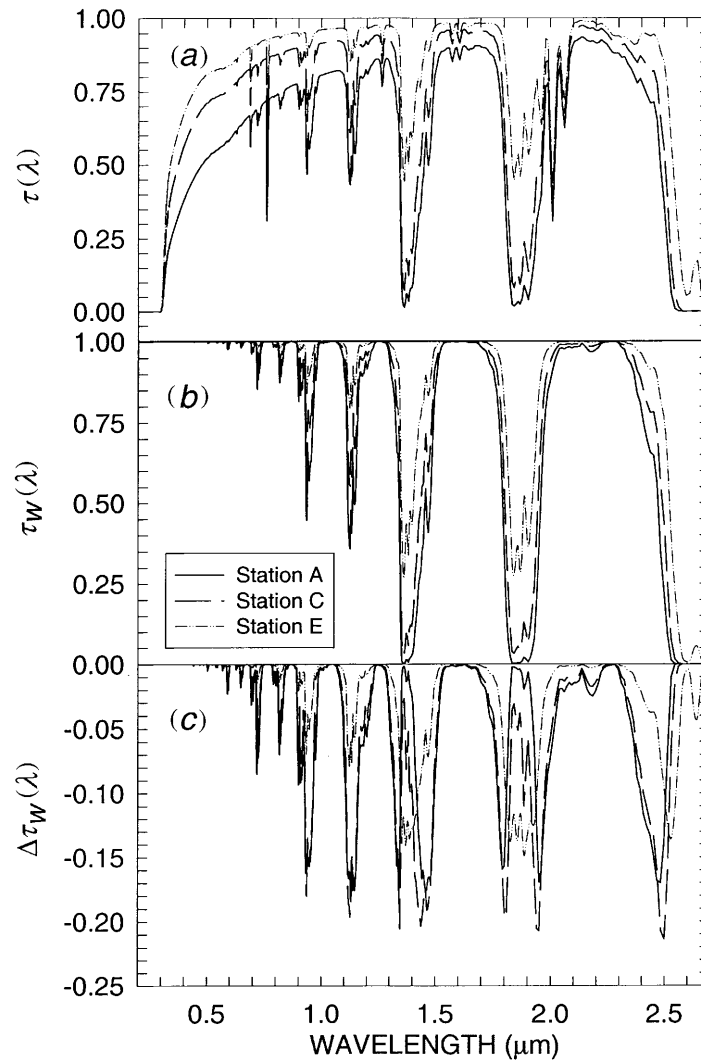 (a)
1.00
0.75
0.50
0.25
0.00
τ(λ)
(b)
1.00
0.75
0.50
0.25
τW(λ)
Station A
Station C
Station E
(c)
0.00
-0.05
-0.10
-0.15
-0.20
-0.25
ΔτW(λ)
0.5 1.0 1.5 2.0 2.5
WAVELENGTH (μm)